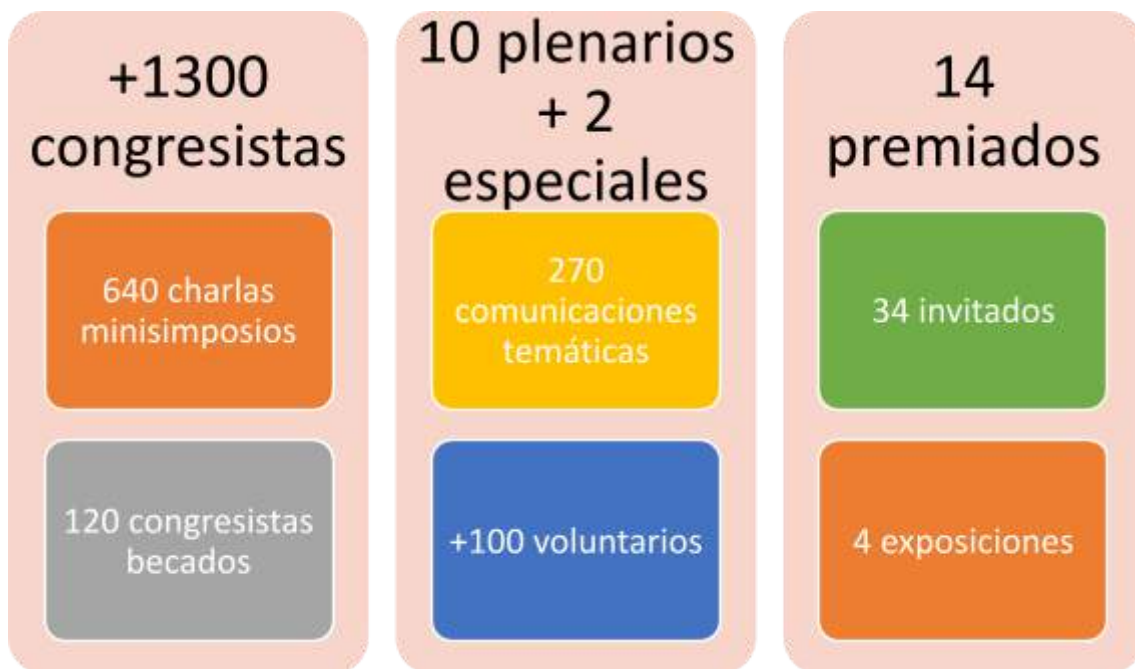 +1300
congresistas
640 charlas
minisimposios
120 congresistas
becados
10 plenarios
+ 2
especiales
270
comunicaciones
temáticas
+100 voluntarios
14
premiados
34 invitados
4 exposiciones